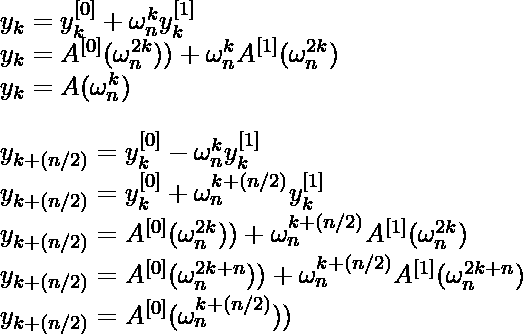 y_k = y_k^{[0]} + ω_n^k y_k^{[1]}
y_k = A^{[0]}(ω_n^{2k})) + ω_n^k A^{[1]}(ω_n^{2k})
y_k = A(ω_n^k)
y_{k+(n/2)} = y_k^{[0]} − ω_n^k y_k^{[1]}
y_{k+(n/2)} = y_k^{[0]} + ω_n^{k+(n/2)} y_k^{[1]}
y_{k+(n/2)} = A^{[0]}(ω_n^{2k})) + ω_n^{k+(n/2)} A^{[1]}(ω_n^{2k})
y_{k+(n/2)} = A^{[0]}(ω_n^{2k+n})) + ω_n^{k+(n/2)} A^{[1]}(ω_n^{2k+n})
y_{k+(n/2)} = A^{[0]}(ω_n^{k+(n/2)}))